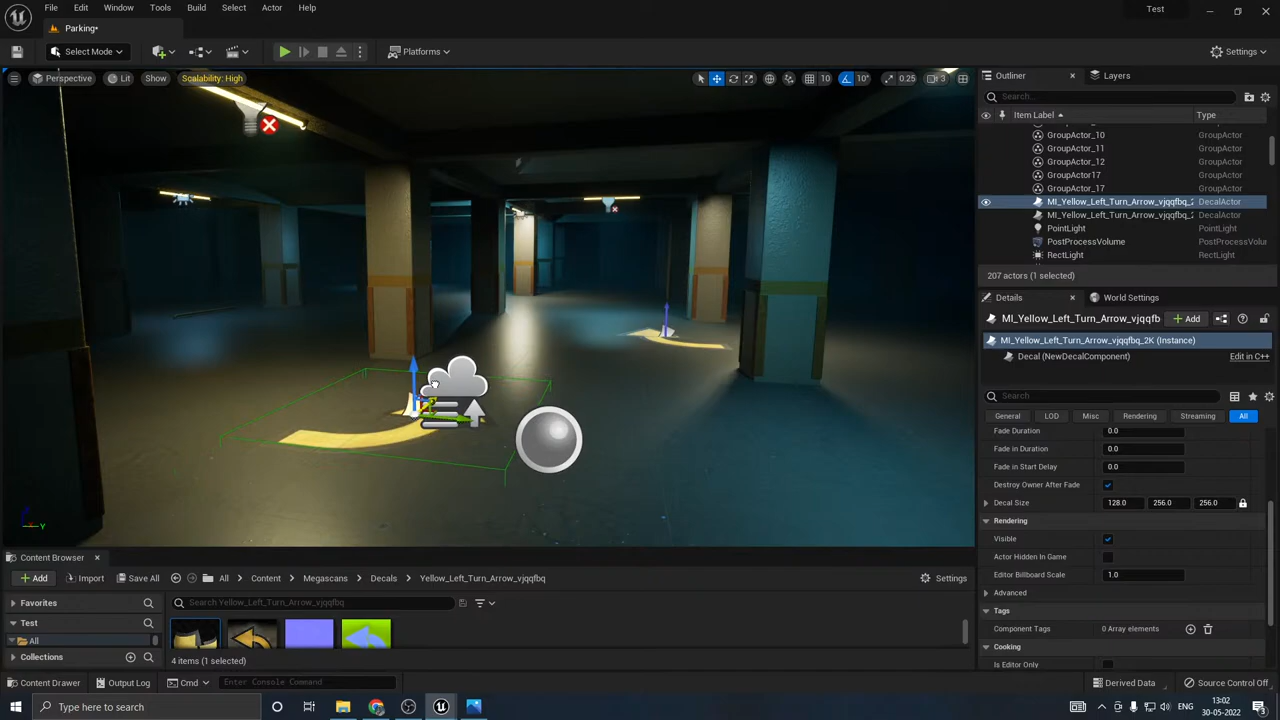 File Edit Window Tools Build Select Actor Help
Test
Parking*
Select Mode
Platforms
Settings
Perspective Lit Show Scalability: High
10 10° 0.25 3
Outliner Layers
Search...
Item Label Type
GroupActor_10 GroupActor
GroupActor_11 GroupActor
GroupActor_12 GroupActor
GroupActor17 GroupActor
GroupActor_17 GroupActor
MI_Yellow_Left_Turn_Arrow_vjqqfbq_2 DecalActor
MI_Yellow_Left_Turn_Arrow_vjqqfbq_2 DecalActor
PointLight PointLight
PostProcessVolume PostProcessVolu
RectLight RectLight
207 actors (1 selected)
Details World Settings
MI_Yellow_Left_Turn_Arrow_vjqqfb Add
MI_Yellow_Left_Turn_Arrow_vjqqfbq_2K (Instance)
Decal (NewDecalComponent) Edit in C++
Search
General LOD Misc Rendering Streaming All
Fade Duration 0.0
Fade in Duration 0.0
Fade in Start Delay 0.0
Destroy Owner After Fade
Decal Size 128.0 256.0 256.0
Rendering
Visible
Actor Hidden In Game
Editor Billboard Scale 1.0
Advanced
Tags
Component Tags 0 Array elements
Cooking
Is Editor Only
Y
Content Browser
Add Import Save All All Content Megascans Decals Yellow_Left_Turn_Arrow_vjqqfbq Settings
Favorites
Search Yellow_Left_Turn_Arrow_vjqqfbq
Test
All
Collections
4 items (1 selected)
Content Drawer Output Log Cmd Enter Console Command Derived Data Source Control Off
Type here to search
13:02
30-05-2022